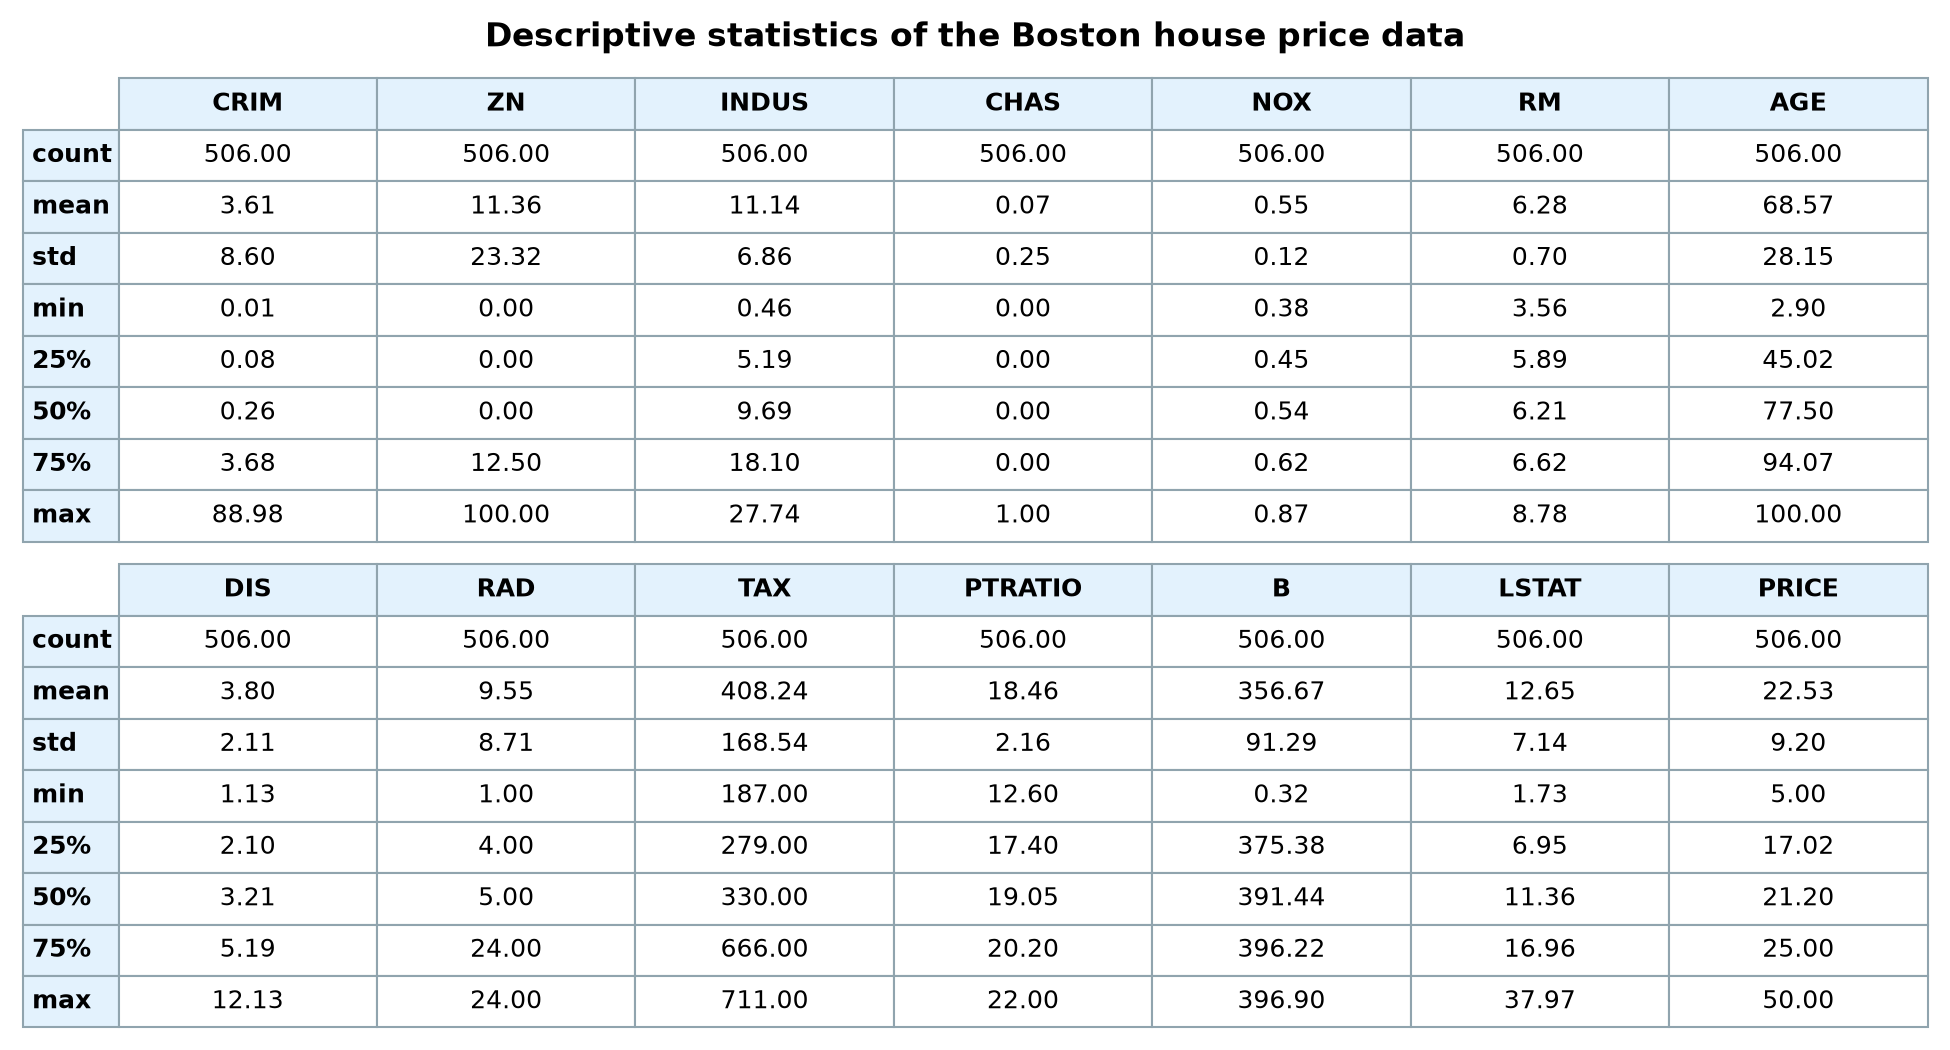 Descriptive statistics of the Boston house price data
CRIM ZN INDUS CHAS NOX RM AGE
count 506.00 506.00 506.00 506.00 506.00 506.00 506.00
mean 3.61 11.36 11.14 0.07 0.55 6.28 68.57
std 8.60 23.32 6.86 0.25 0.12 0.70 28.15
min 0.01 0.00 0.46 0.00 0.38 3.56 2.90
25% 0.08 0.00 5.19 0.00 0.45 5.89 45.02
50% 0.26 0.00 9.69 0.00 0.54 6.21 77.50
75% 3.68 12.50 18.10 0.00 0.62 6.62 94.07
max 88.98 100.00 27.74 1.00 0.87 8.78 100.00
DIS RAD TAX PTRATIO B LSTAT PRICE
count 506.00 506.00 506.00 506.00 506.00 506.00 506.00
mean 3.80 9.55 408.24 18.46 356.67 12.65 22.53
std 2.11 8.71 168.54 2.16 91.29 7.14 9.20
min 1.13 1.00 187.00 12.60 0.32 1.73 5.00
25% 2.10 4.00 279.00 17.40 375.38 6.95 17.02
50% 3.21 5.00 330.00 19.05 391.44 11.36 21.20
75% 5.19 24.00 666.00 20.20 396.22 16.96 25.00
max 12.13 24.00 711.00 22.00 396.90 37.97 50.00